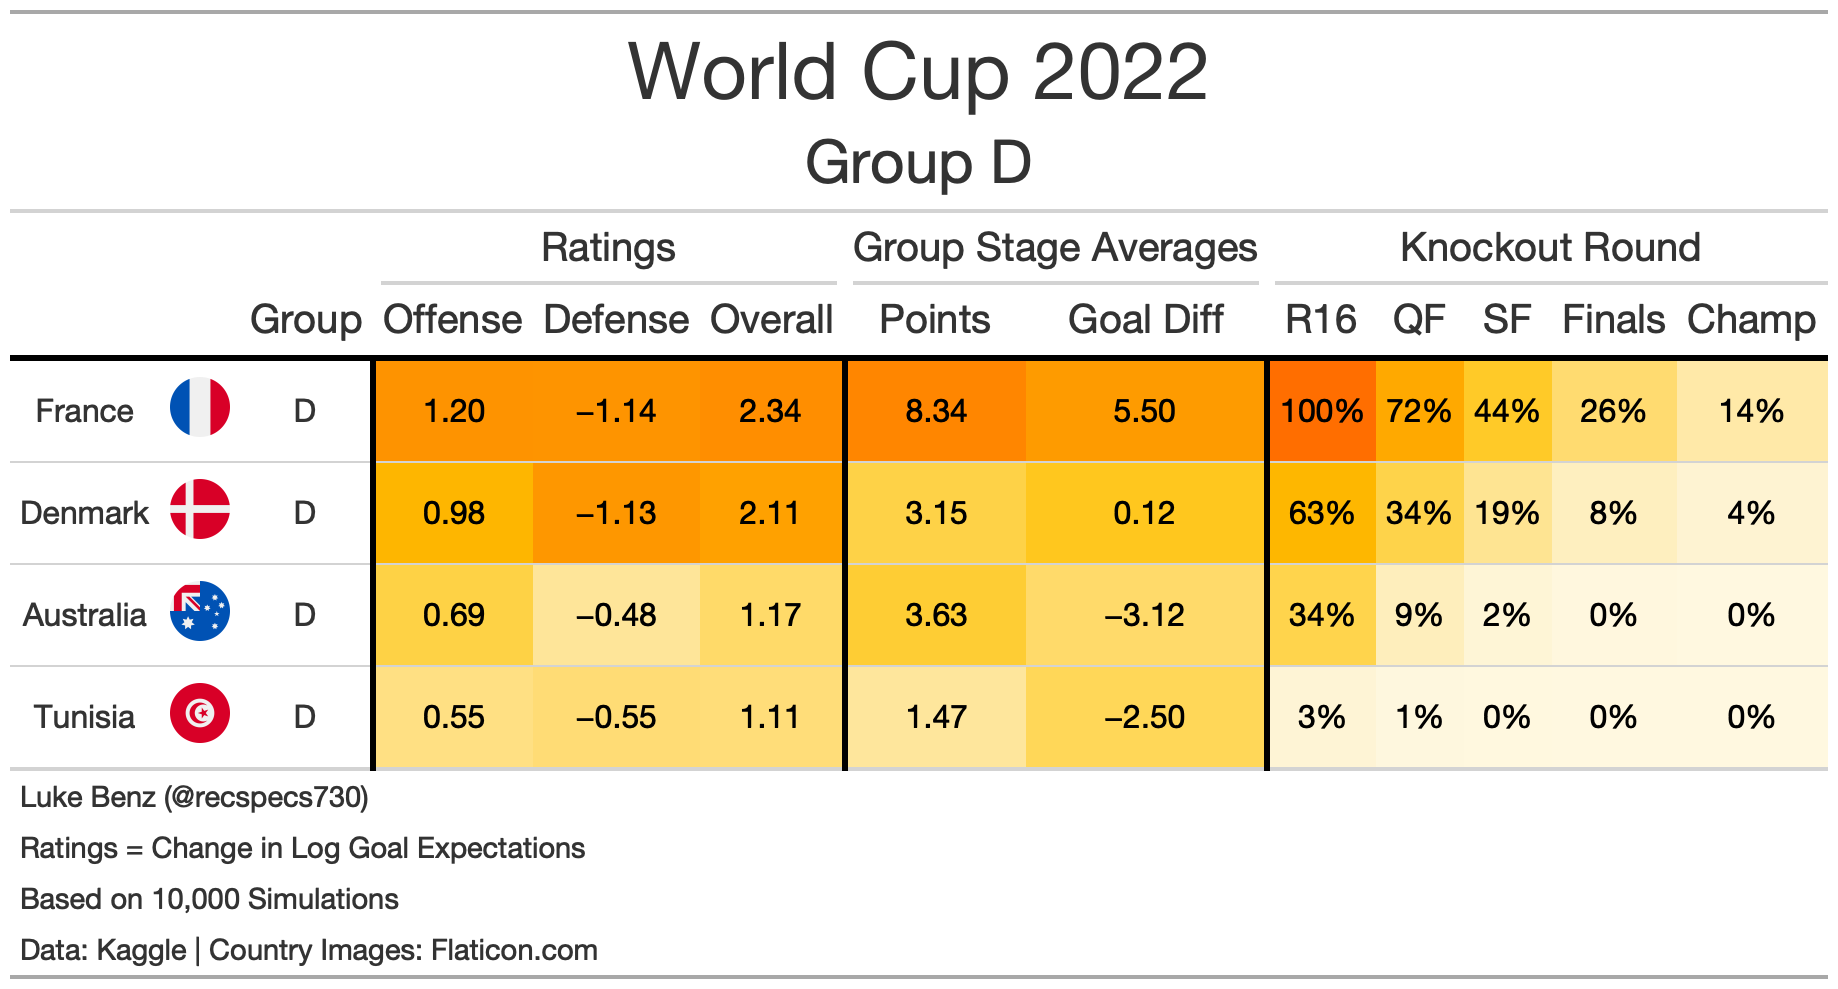 World Cup 2022
Group D
Ratings Group Stage Averages Knockout Round
Group Offense Defense Overall Points Goal Diff R16 QF SF Finals Champ
France D 1.20 −1.14 2.34 8.34 5.50 100% 72% 44% 26% 14%
Denmark D 0.98 −1.13 2.11 3.15 0.12 63% 34% 19% 8% 4%
Australia D 0.69 −0.48 1.17 3.63 −3.12 34% 9% 2% 0% 0%
Tunisia D 0.55 −0.55 1.11 1.47 −2.50 3% 1% 0% 0% 0%
Luke Benz (@recspecs730)
Ratings = Change in Log Goal Expectations
Based on 10,000 Simulations
Data: Kaggle | Country Images: Flaticon.com